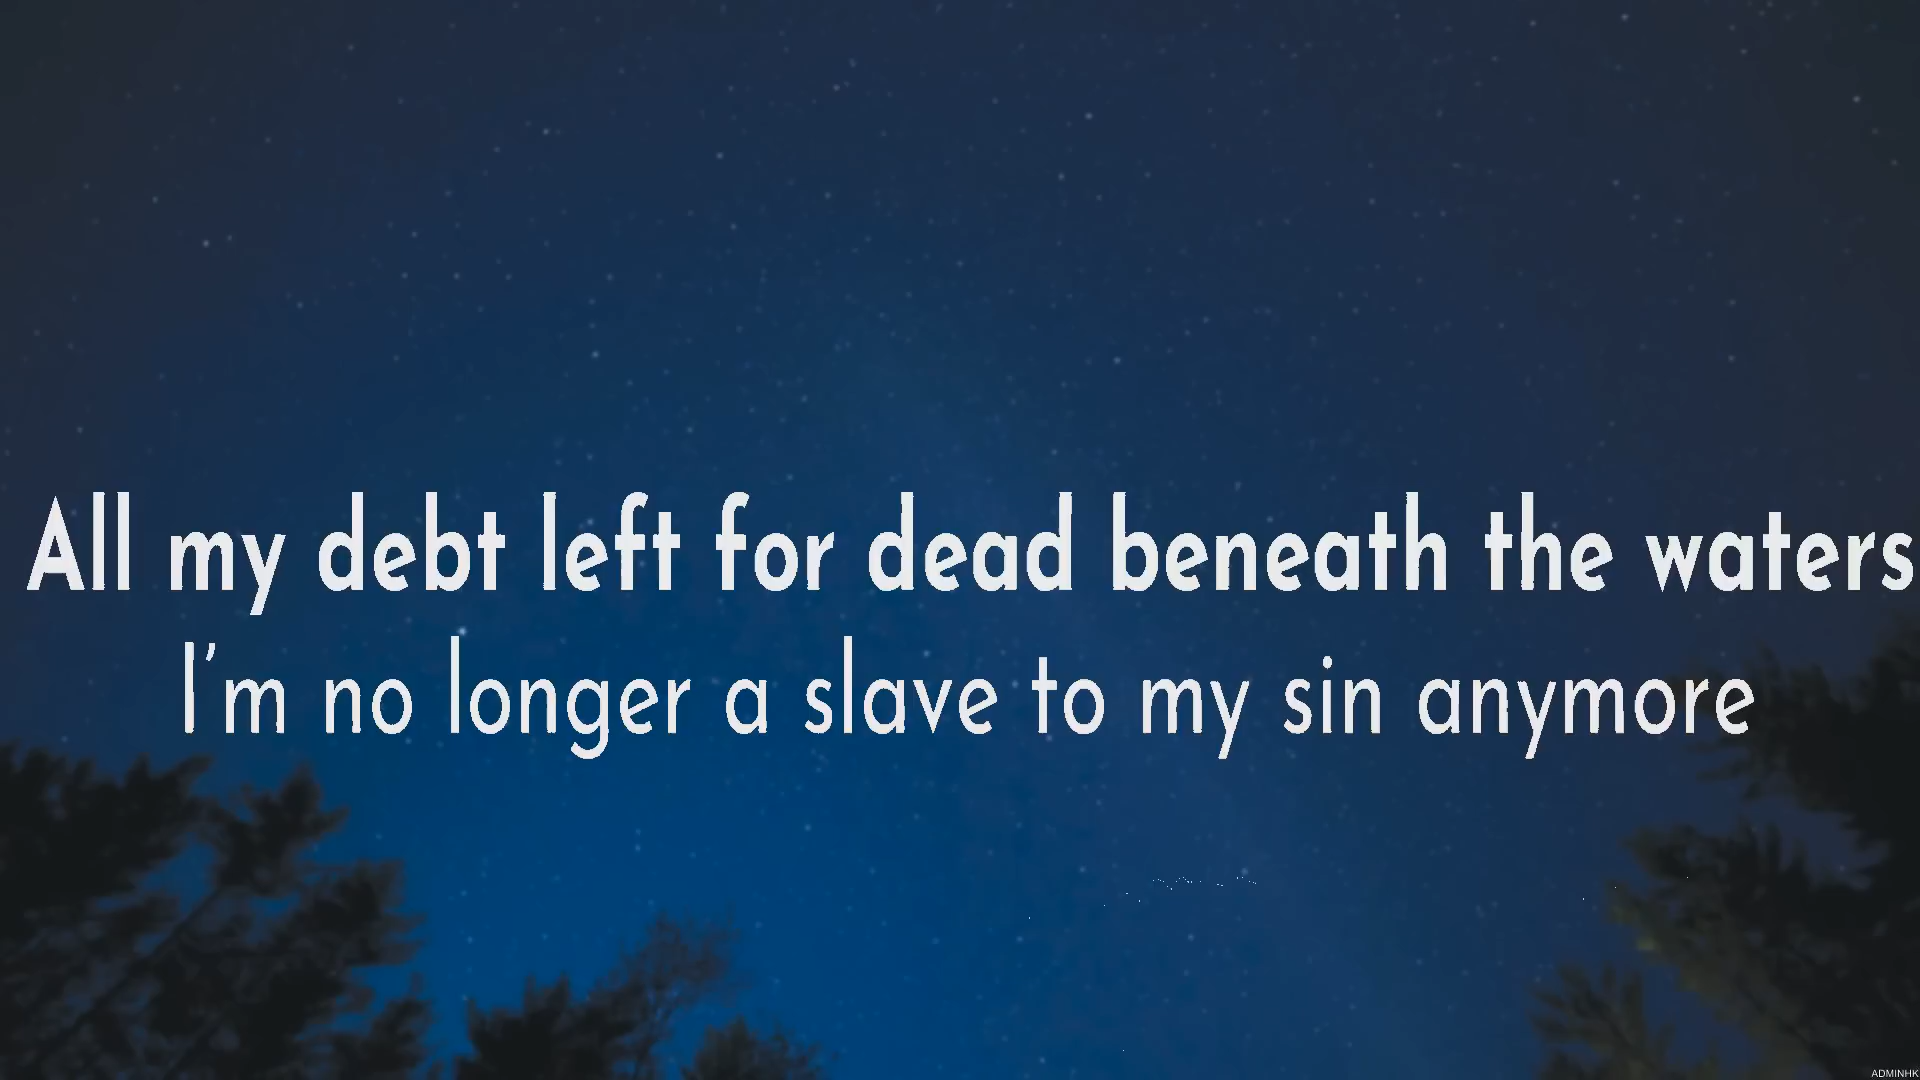 All my debt left for dead beneath the waters
I'm no longer a slave to my sin anymore
ADMINHK